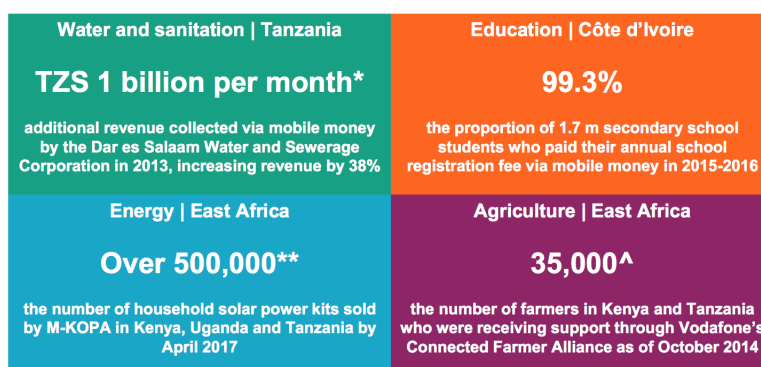 Water and sanitation | Tanzania
TZS 1 billion per month*
additional revenue collected via mobile money
by the Dar es Salaam Water and Sewerage
Corporation in 2013, increasing revenue by 38%
Education | Côte d'Ivoire
99.3%
the proportion of 1.7 m secondary school
students who paid their annual school
registration fee via mobile money in 2015-2016
Energy | East Africa
Over 500,000**
the number of household solar power kits sold
by M-KOPA in Kenya, Uganda and Tanzania by
April 2017
Agriculture | East Africa
35,000^
the number of farmers in Kenya and Tanzania
who were receiving support through Vodafone's
Connected Farmer Alliance as of October 2014